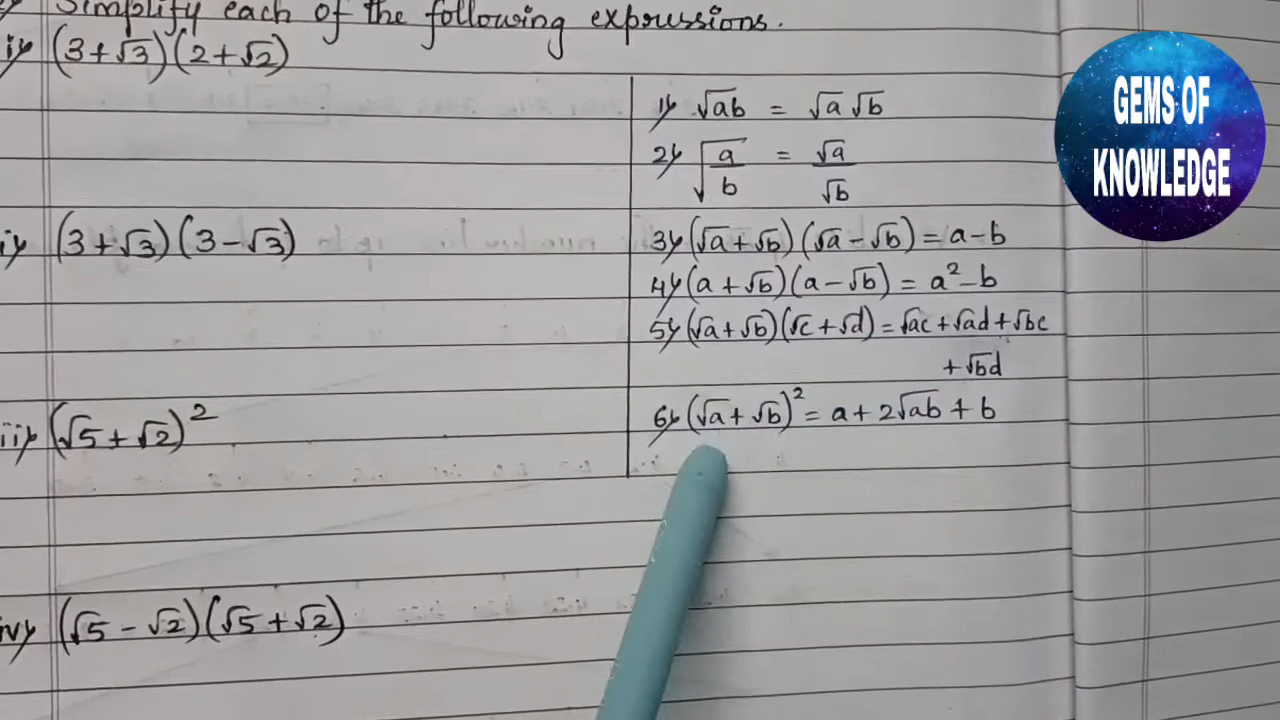 Simplify each of the following expressions.
i) (3+√3)(2+√2)
ii) (3+√3)(3-√3)
iii) (√5+√2)²
iv) (√5-√2)(√5+√2)
1) √ab = √a √b
2) √(a/b) = √a/√b
3) (√a+√b)(√a-√b) = a-b
4) (a+√b)(a-√b) = a²-b
5) (√a+√b)(√c+√d) = √ac+√ad+√bc
+√bd
6) (√a+√b)² = a+2√ab+b
GEMS OF
KNOWLEDGE